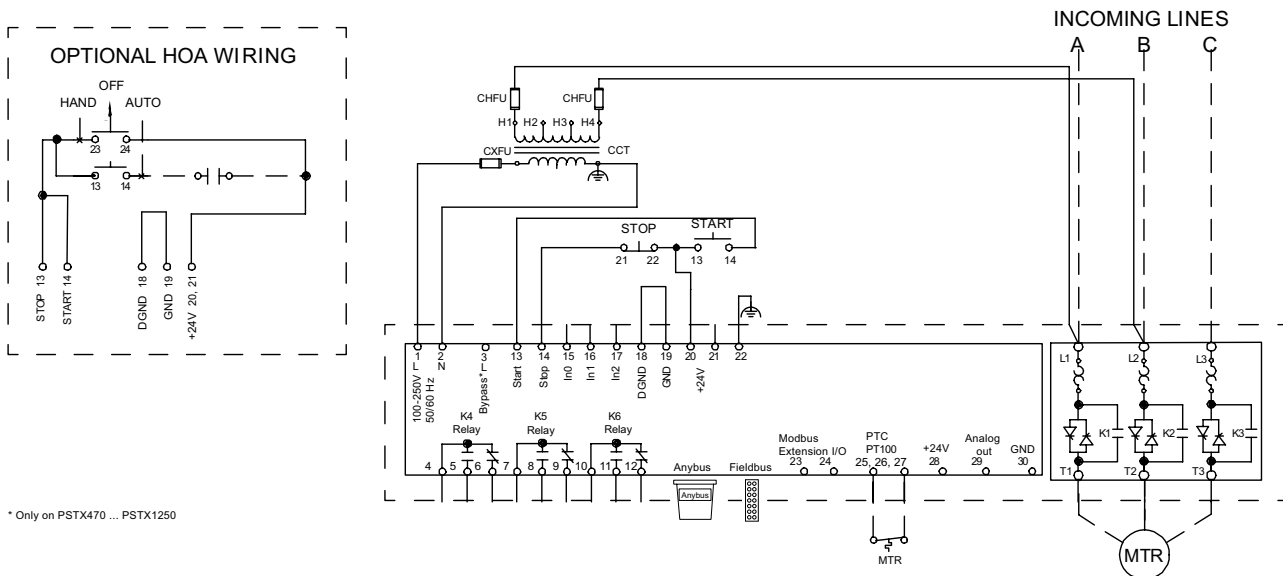 INCOMING LINES
A B C
OPTIONAL HOA WIRING
OFF
HAND AUTO
23 24
13 14
STOP 13
START 14
DGND 18
GND 19
+24V 20, 21
CHFU CHFU
H1 H2 H3 H4
CXFU CCT
STOP START
21 22 13 14
1 2 3 13 14 15 16 17 18 19 20 21 22
L
100-250V
50/60 Hz
N
Bypass* L
Start
Stop
In0
In1
In2
DGND
GND
+24V
L1 L2 L3
K4
Relay
K5
Relay
K6
Relay
4 5 6 7 8 9 10 11 12
Modbus
Extension I/O
23 24
PTC
PT100
25, 26, 27
+24V
28
Analog
out
29
GND
30
K1 K2 K3
T1 T2 T3
Anybus Fieldbus
Anybus
MTR
MTR
* Only on PSTX470 ... PSTX1250